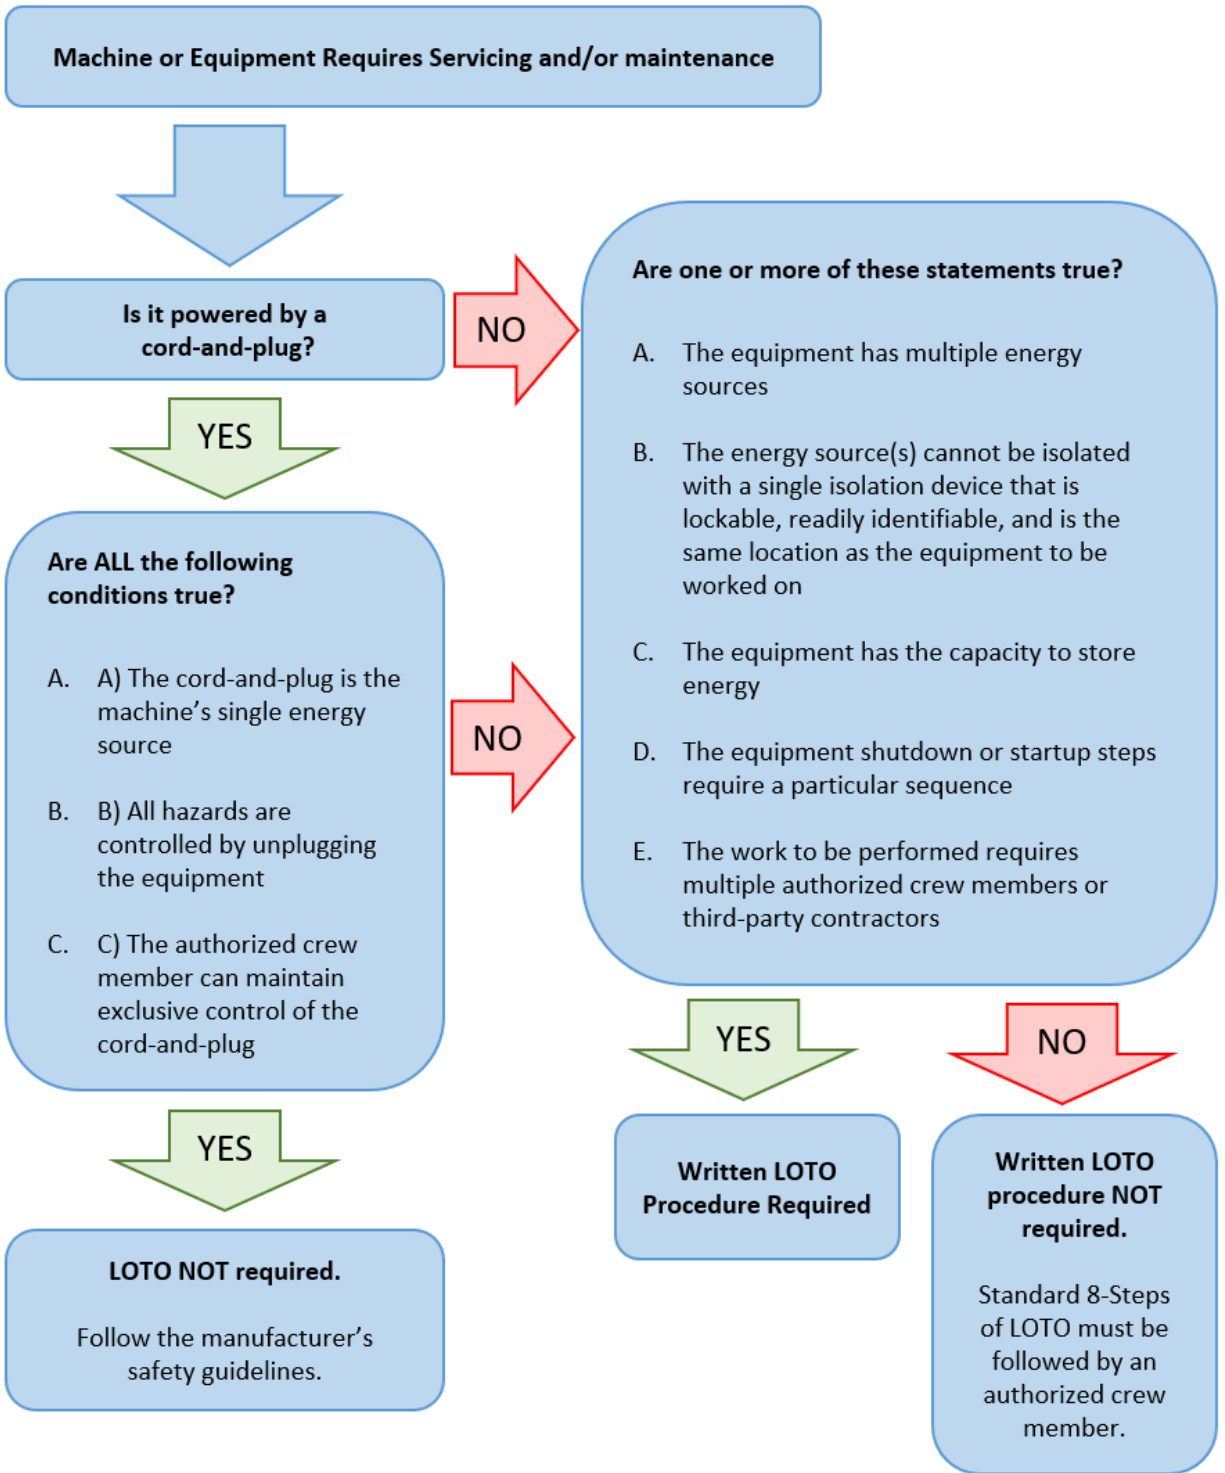 Machine or Equipment Requires Servicing and/or maintenance
Is it powered by a
cord-and-plug?
NO
YES
Are ALL the following
conditions true?
A. A) The cord-and-plug is the
machine’s single energy
source
B. B) All hazards are
controlled by unplugging
the equipment
C. C) The authorized crew
member can maintain
exclusive control of the
cord-and-plug
NO
YES
LOTO NOT required.
Follow the manufacturer’s
safety guidelines.
Are one or more of these statements true?
A. The equipment has multiple energy
sources
B. The energy source(s) cannot be isolated
with a single isolation device that is
lockable, readily identifiable, and is the
same location as the equipment to be
worked on
C. The equipment has the capacity to store
energy
D. The equipment shutdown or startup steps
require a particular sequence
E. The work to be performed requires
multiple authorized crew members or
third-party contractors
YES
Written LOTO
Procedure Required
NO
Written LOTO
procedure NOT
required.
Standard 8-Steps
of LOTO must be
followed by an
authorized crew
member.